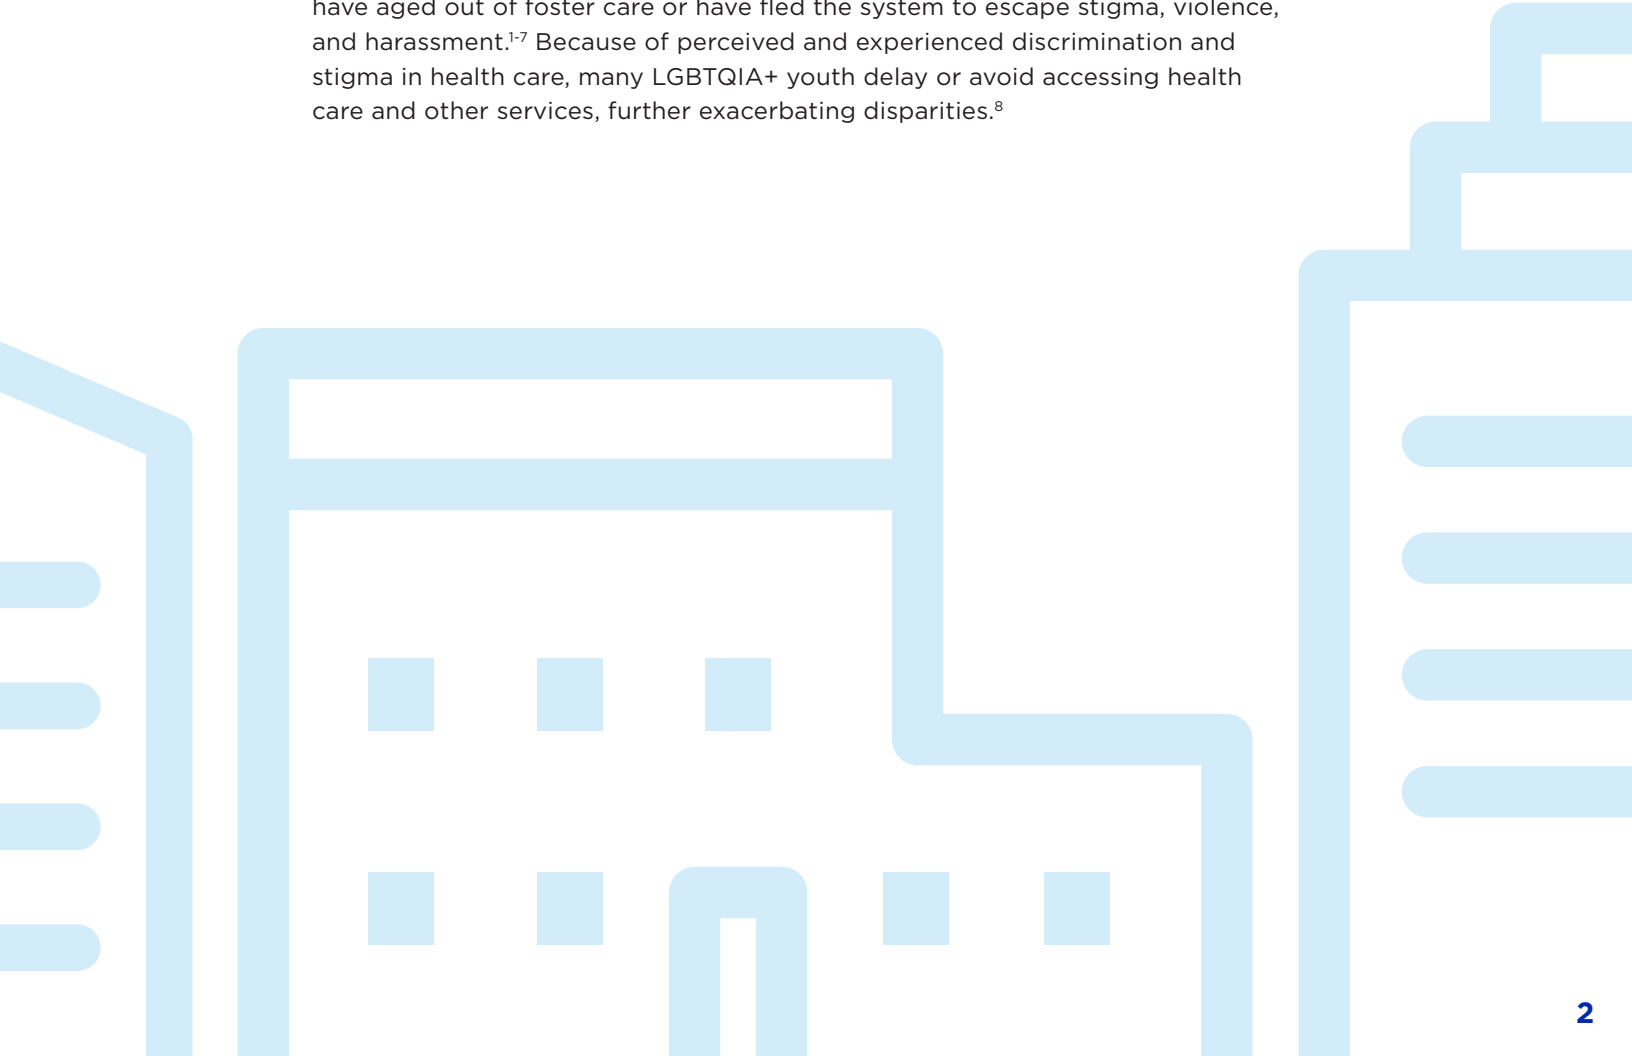 have aged out of foster care or have fled the system to escape stigma, violence,
and harassment.¹⁻⁷ Because of perceived and experienced discrimination and
stigma in health care, many LGBTQIA+ youth delay or avoid accessing health
care and other services, further exacerbating disparities.⁸
2